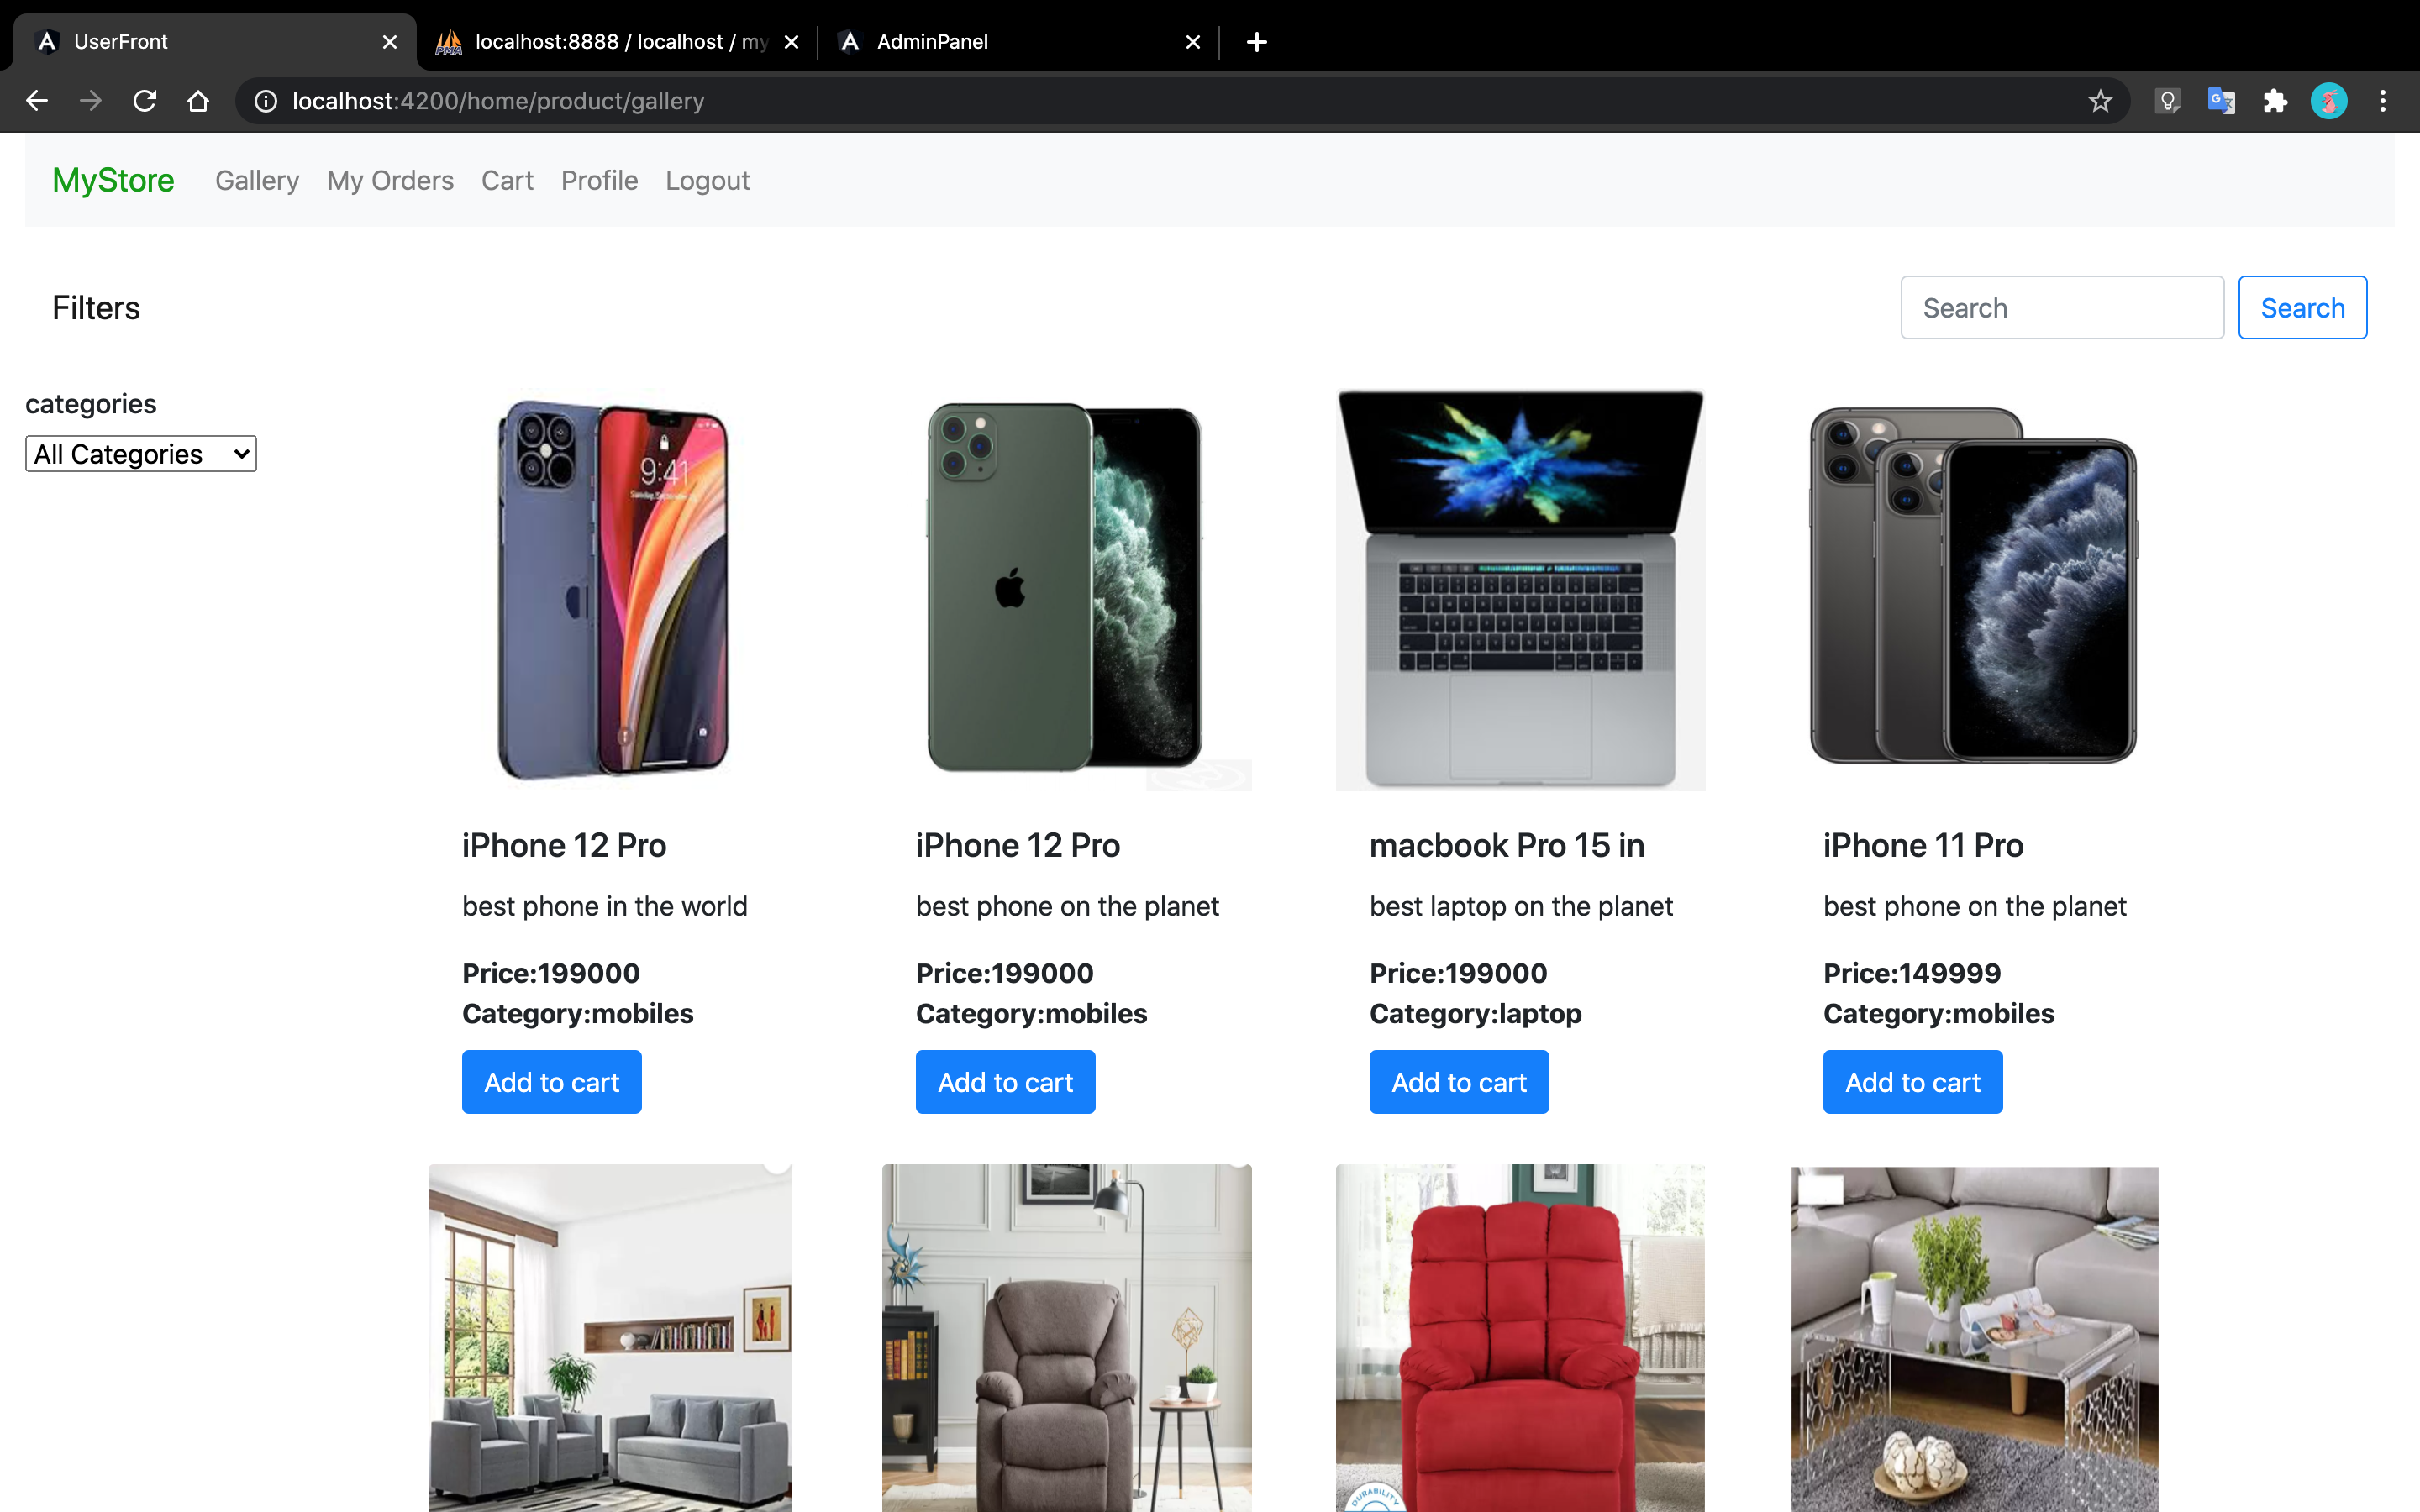 UserFront
localhost:8888 / localhost / my
AdminPanel
localhost:4200/home/product/gallery
MyStore Gallery My Orders Cart Profile Logout
Filters
Search Search
categories
All Categories
9:41
iPhone 12 Pro
best phone in the world
Price:199000
Category:mobiles
Add to cart
iPhone 12 Pro
best phone on the planet
Price:199000
Category:mobiles
Add to cart
macbook Pro 15 in
best laptop on the planet
Price:199000
Category:laptop
Add to cart
iPhone 11 Pro
best phone on the planet
Price:149999
Category:mobiles
Add to cart
DURABILITY